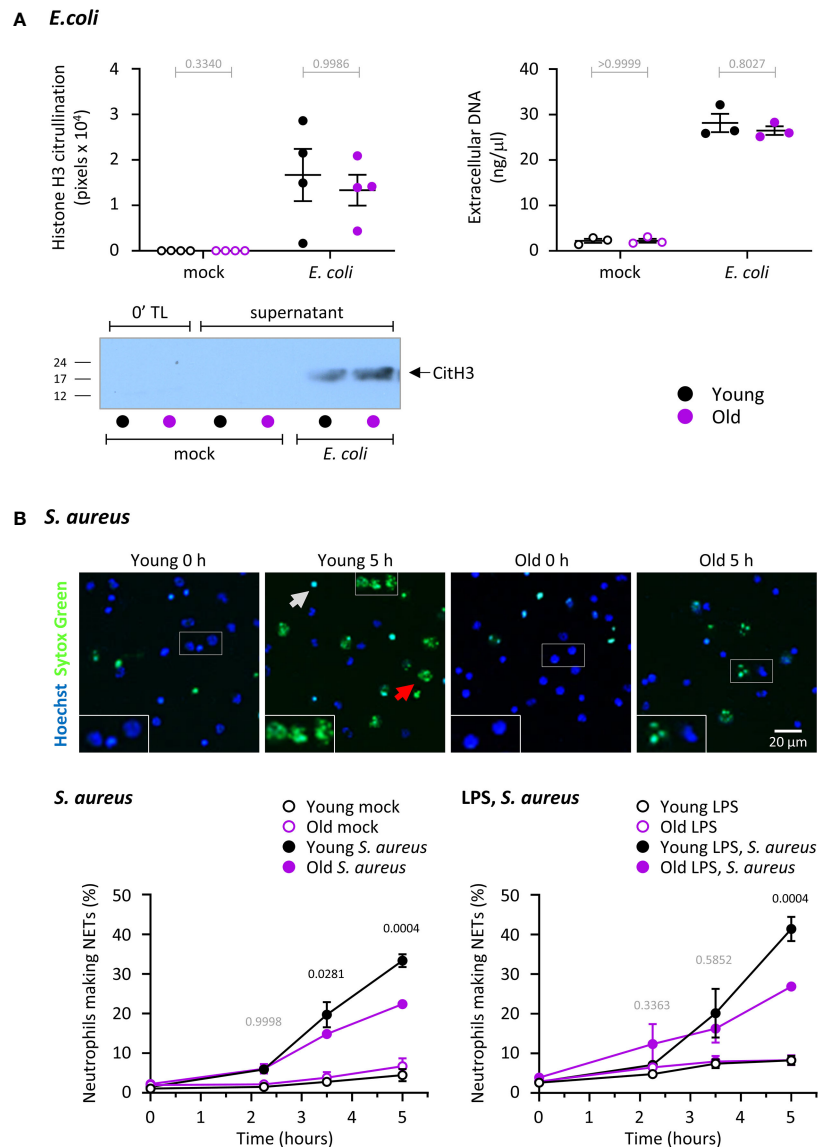 A E.coli
Histone H3 citrullination
(pixels x 10⁴)
4
3
2
1
0
0.3340
0.9986
mock
E. coli
Extracellular DNA
(ng/µl)
40
30
20
10
0
>0.9999
0.8027
mock
E. coli
0’ TL
supernatant
24
17
12
CitH3
mock
E. coli
Young
Old
B S. aureus
Hoechst Sytox Green
Young 0 h
Young 5 h
Old 0 h
Old 5 h
20 µm
S. aureus
Young mock
Old mock
Young S. aureus
Old S. aureus
Neutrophils making NETs (%)
50
40
30
20
10
0
0.9998
0.0281
0.0004
0 1 2 3 4 5
Time (hours)
LPS, S. aureus
Young LPS
Old LPS
Young LPS, S. aureus
Old LPS, S. aureus
Neutrophils making NETs (%)
50
40
30
20
10
0
0.3363
0.5852
0.0004
0 1 2 3 4 5
Time (hours)